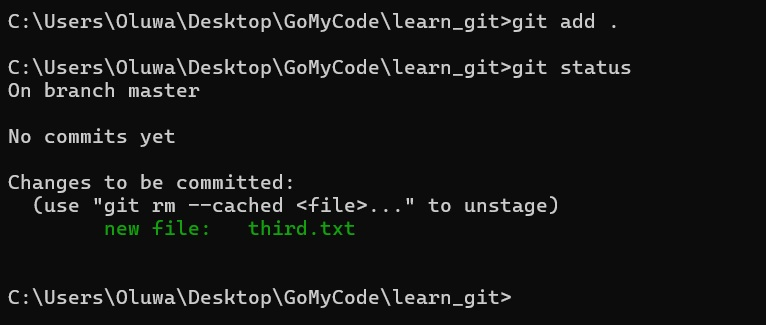 C:\Users\Oluwa\Desktop\GoMyCode\learn_git>git add .
C:\Users\Oluwa\Desktop\GoMyCode\learn_git>git status
On branch master
No commits yet
Changes to be committed:
  (use "git rm --cached <file>..." to unstage)
        new file:   third.txt
C:\Users\Oluwa\Desktop\GoMyCode\learn_git>